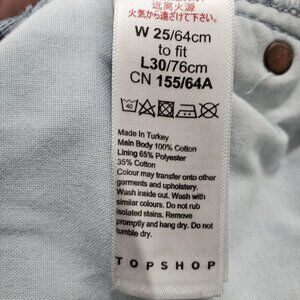 远离火源
火気から遠ざけて下さい
W 25/64cm
to fit
L30/76cm
CN 155/64A
Made In Turkey
Main Body 100% Cotton
Lining 65% Polyester
35% Cotton
Colour may transfer onto other
garments and upholstery.
Wash inside out. Wash with
similar colours. Do not rub
isolated stains. Remove
promptly and dry. Do not
tumble dry.
TOPSHOP